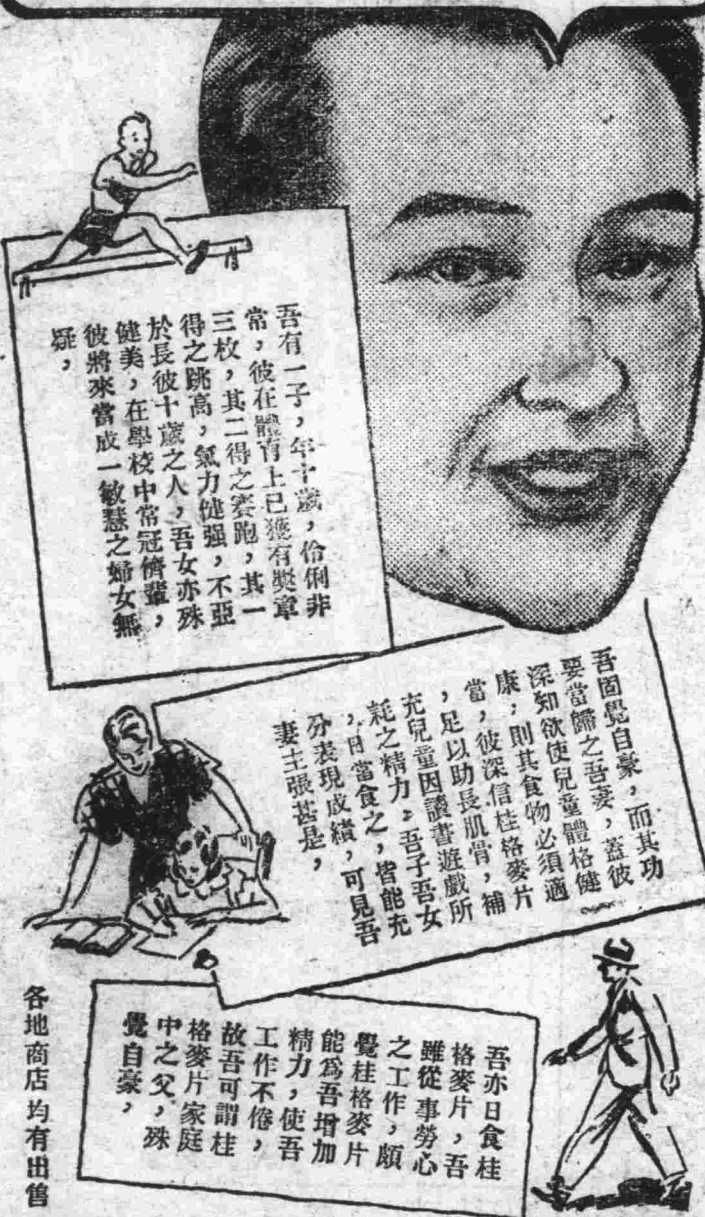 吾有一子，年十歲，伶俐非
常，彼在體育上已獲有奬章
三枚，其二得之賽跑，其一
得之跳高，氣力健强，不亞
於長彼十歲之人，吾女亦殊
健美，在學校中常冠儕輩，
彼將來當成一敏慧之婦女無
疑，
吾固覺自豪，而其功
要當歸之吾妻，蓋彼
深知欲使兒童體格健
康，則其食物必須適
當，彼深信桂格麥片
，足以助長肌骨，補
充兒童因讀書遊戲所
耗之精力，吾子吾女
，日當食之，皆能充
分表現成績，可見吾
妻主張甚是，
吾亦日食桂
格麥片，吾
雖從事勞心
之工作，頗
覺桂格麥片
能爲吾增加
精力，使吾
工作不倦，
故吾可謂桂
格麥片家庭
中之父，殊
覺自豪，
各地商店均有出售